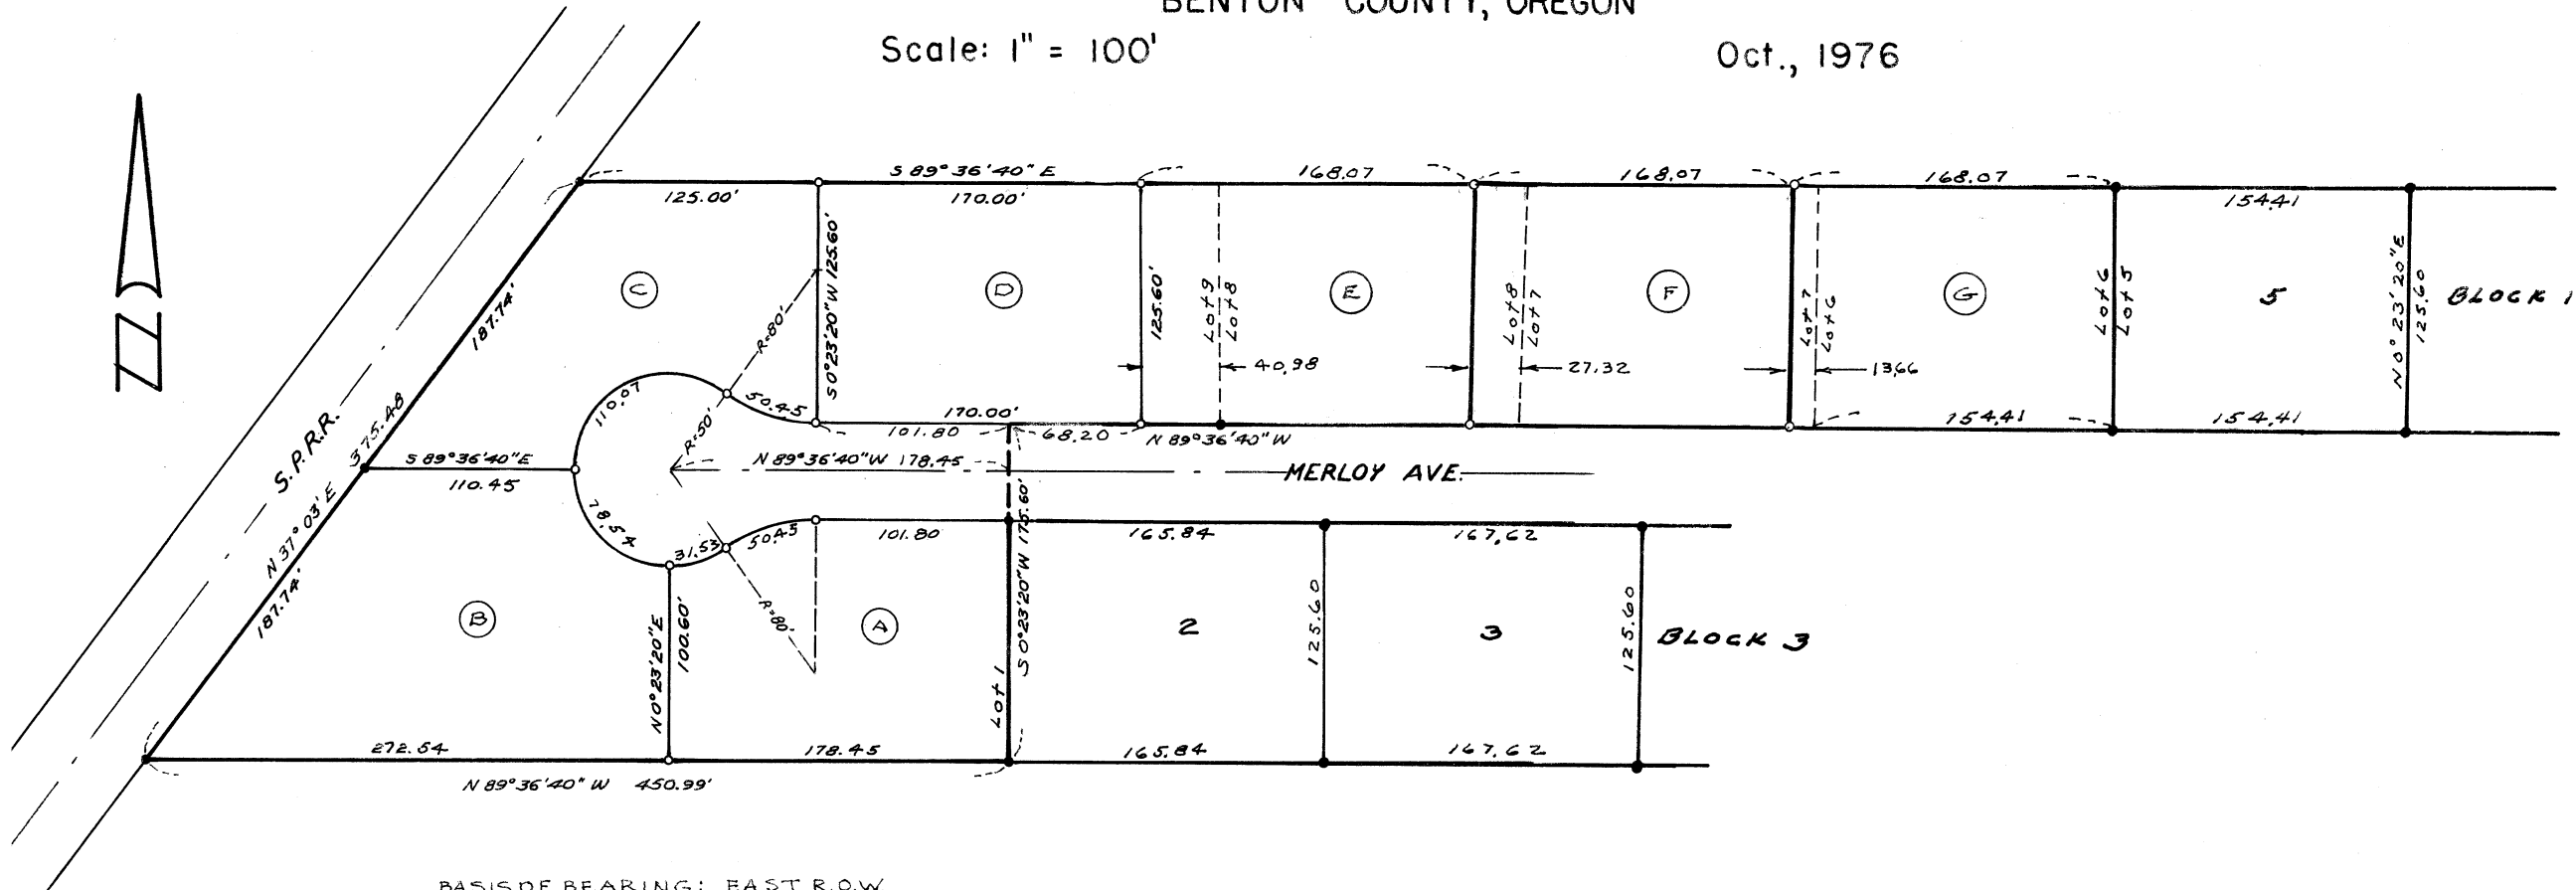 BENTON COUNTY, OREGON
Scale: 1" = 100'
Oct., 1976
S 89°36'40" E
168.07
168.07
168.07
125.00'
170.00'
154.41
S.P.R.R.
N 37°03' E
375.48
187.74'
187.74'
C
R=80'
S 0°23'20" W 125.60'
D
125.60'
Lot 9
Lot 8
E
Lot 8
Lot 7
F
Lot 7
Lot 6
G
Lot 6
Lot 5
5
N 0° 23' 20" E
125.60
BLOCK 1
40.98
27.32
13.66
110.07
50.45
R=50'
170.00'
101.80
68.20
N 89°36'40" W
154.41
154.41
S 89°36'40" E
110.45
N 89°36'40" W 178.45
MERLOY AVE.
78.54
31.53
50.45
101.80
165.84
167.62
R=80'
B
N 0°23'20" E
100.60'
A
Lot 1
S 0°23'20" W 175.60'
2
125.60
3
125.60
BLOCK 3
272.54
178.45
165.84
167.62
N 89°36'40" W 450.99'
BASIS OF BEARING: EAST R.O.W.